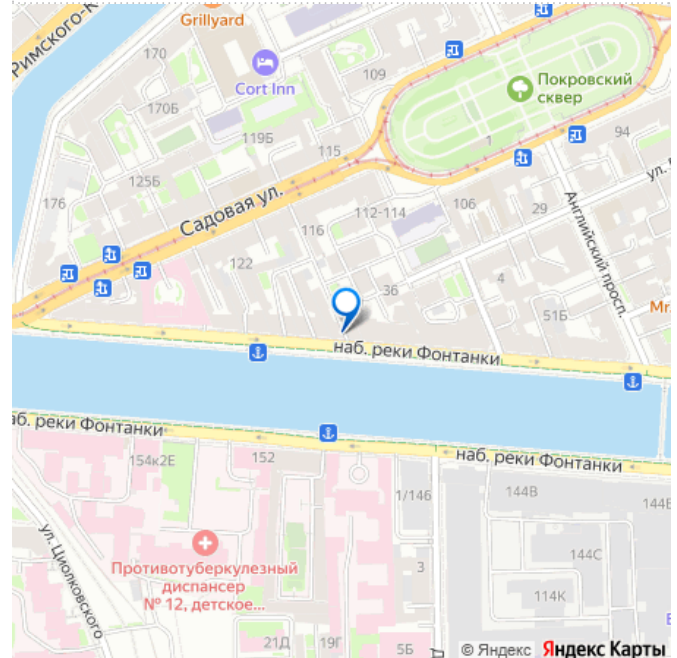 Римского-К
Grillyard
170
Cort Inn
109
Покровский
сквер
170Б
119Б
115
1
94
125Б
176
Садовая ул.
112-114
106
ул.
116
29
Английский просп.
122
36
4
51Б
Mr.
наб. реки Фонтанки
аб. реки Фонтанки
наб. реки Фонтанки
154к2Е
152
1/146
144В
144Б
ул. Циолковского
Противотуберкулезный
диспансер
№ 12, детское...
3
144С
114К
21Д
19Г
5Б
© Яндекс Яндекс Карты